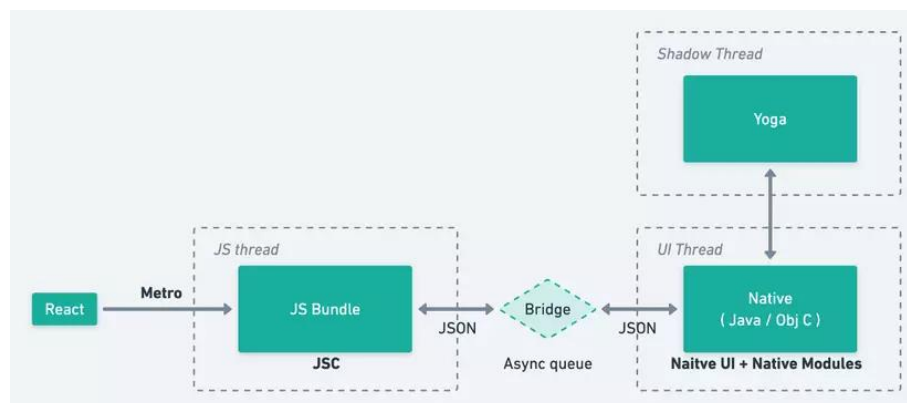 Shadow Thread
Yoga
JS thread
UI Thread
React
Metro
JS Bundle
JSON
Bridge
JSON
Native
( Java / Obj C )
JSC
Async queue
Naitve UI + Native Modules